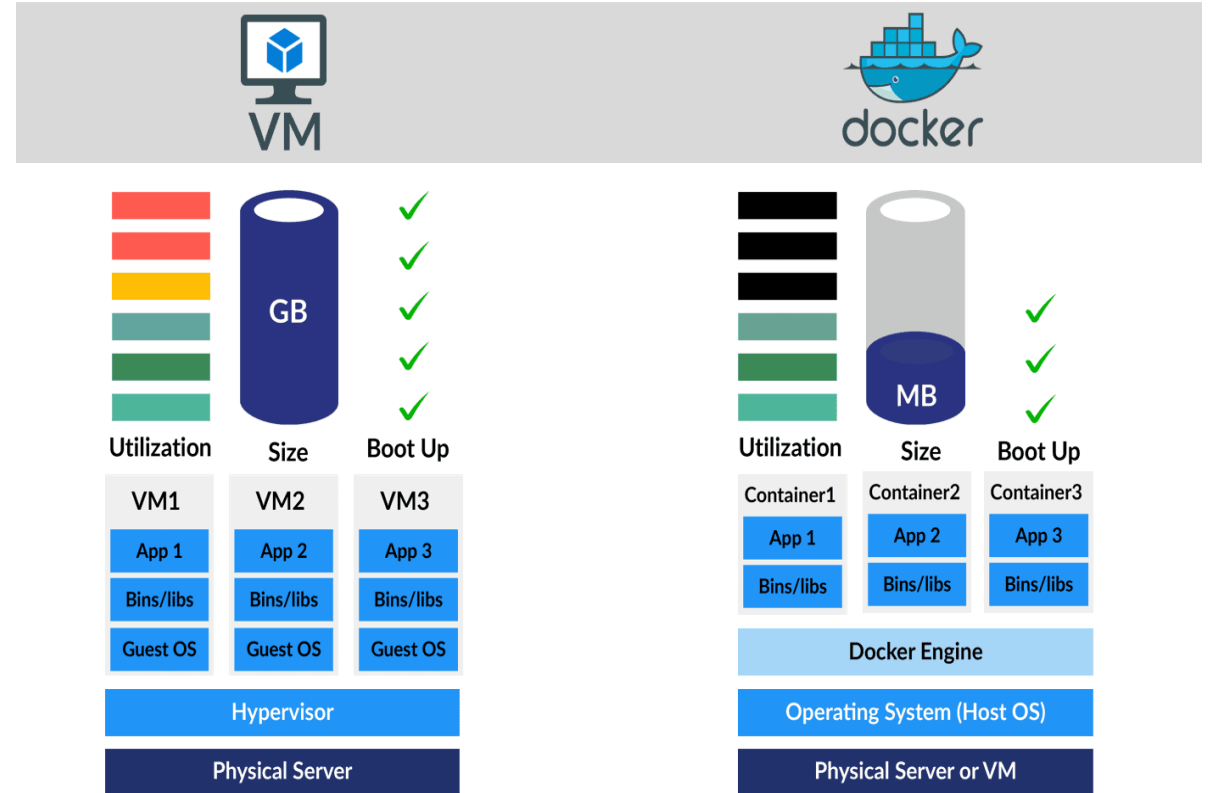 VM
docker
GB
Utilization
Size
Boot Up
VM1
VM2
VM3
App 1
App 2
App 3
Bins/libs
Bins/libs
Bins/libs
Guest OS
Guest OS
Guest OS
Hypervisor
Physical Server
MB
Utilization
Size
Boot Up
Container1
Container2
Container3
App 1
App 2
App 3
Bins/libs
Bins/libs
Bins/libs
Docker Engine
Operating System (Host OS)
Physical Server or VM